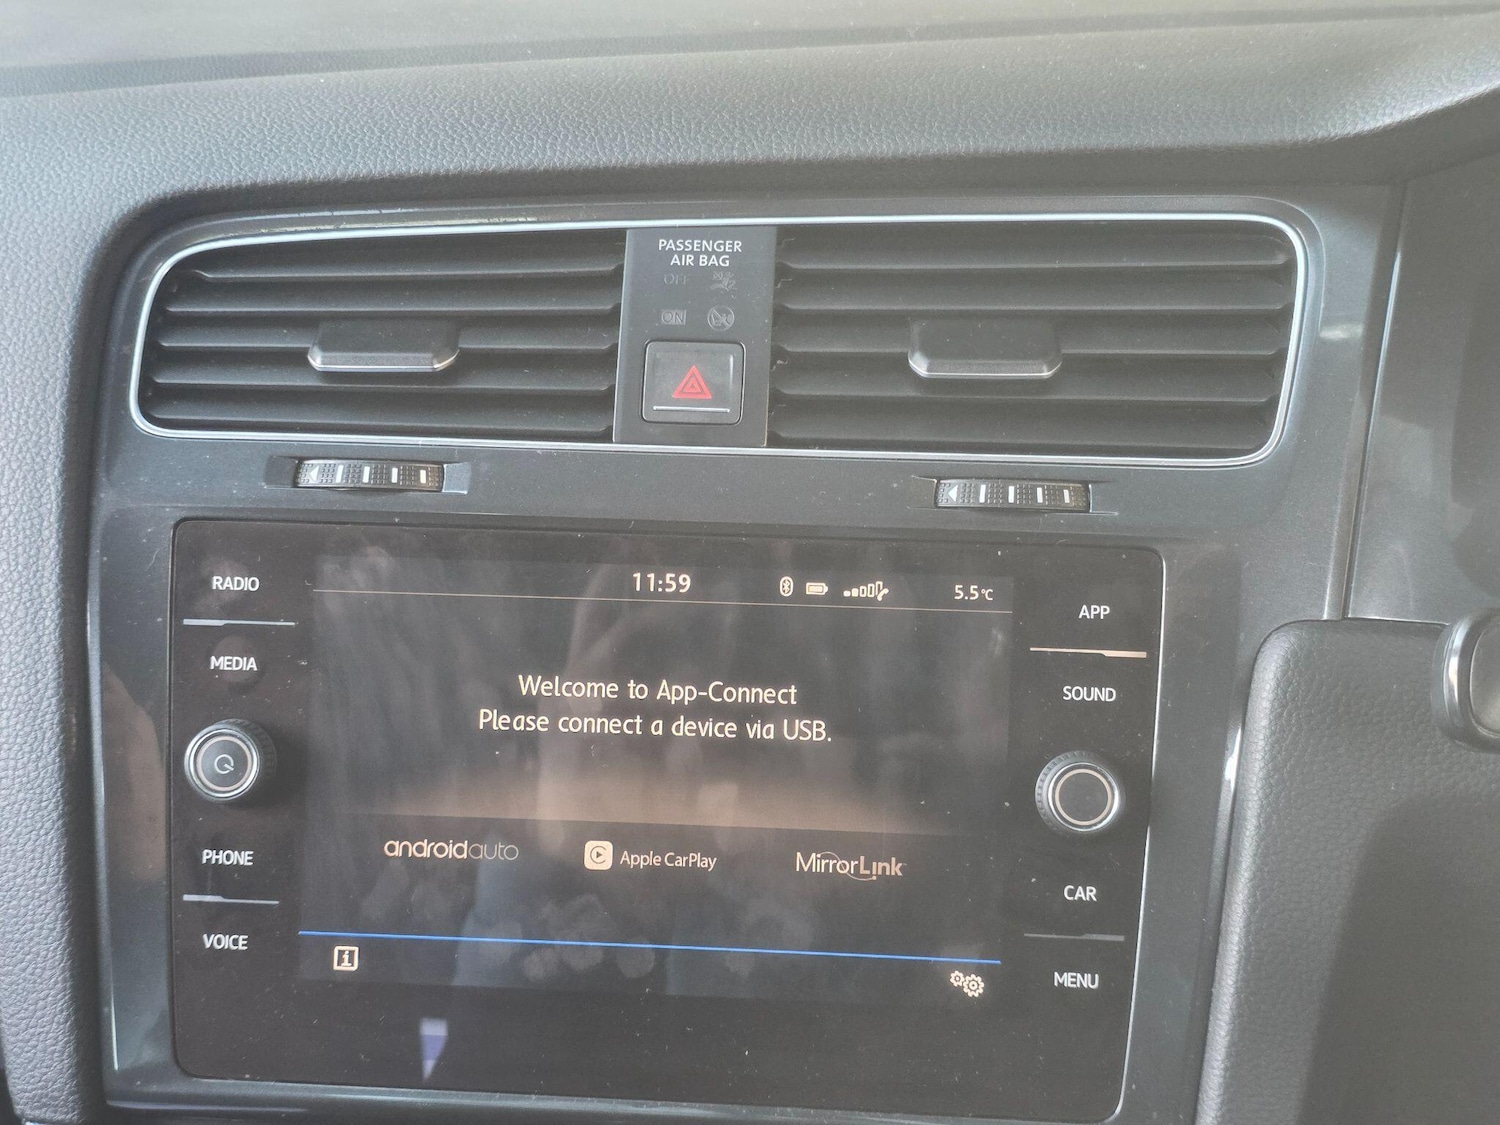 PASSENGER
AIR BAG
OFF
ON
RADIO
MEDIA
PHONE
VOICE
11:59
5.5°C
Welcome to App-Connect
Please connect a device via USB.
androidauto
Apple CarPlay
MirrorLink
i
APP
SOUND
CAR
MENU